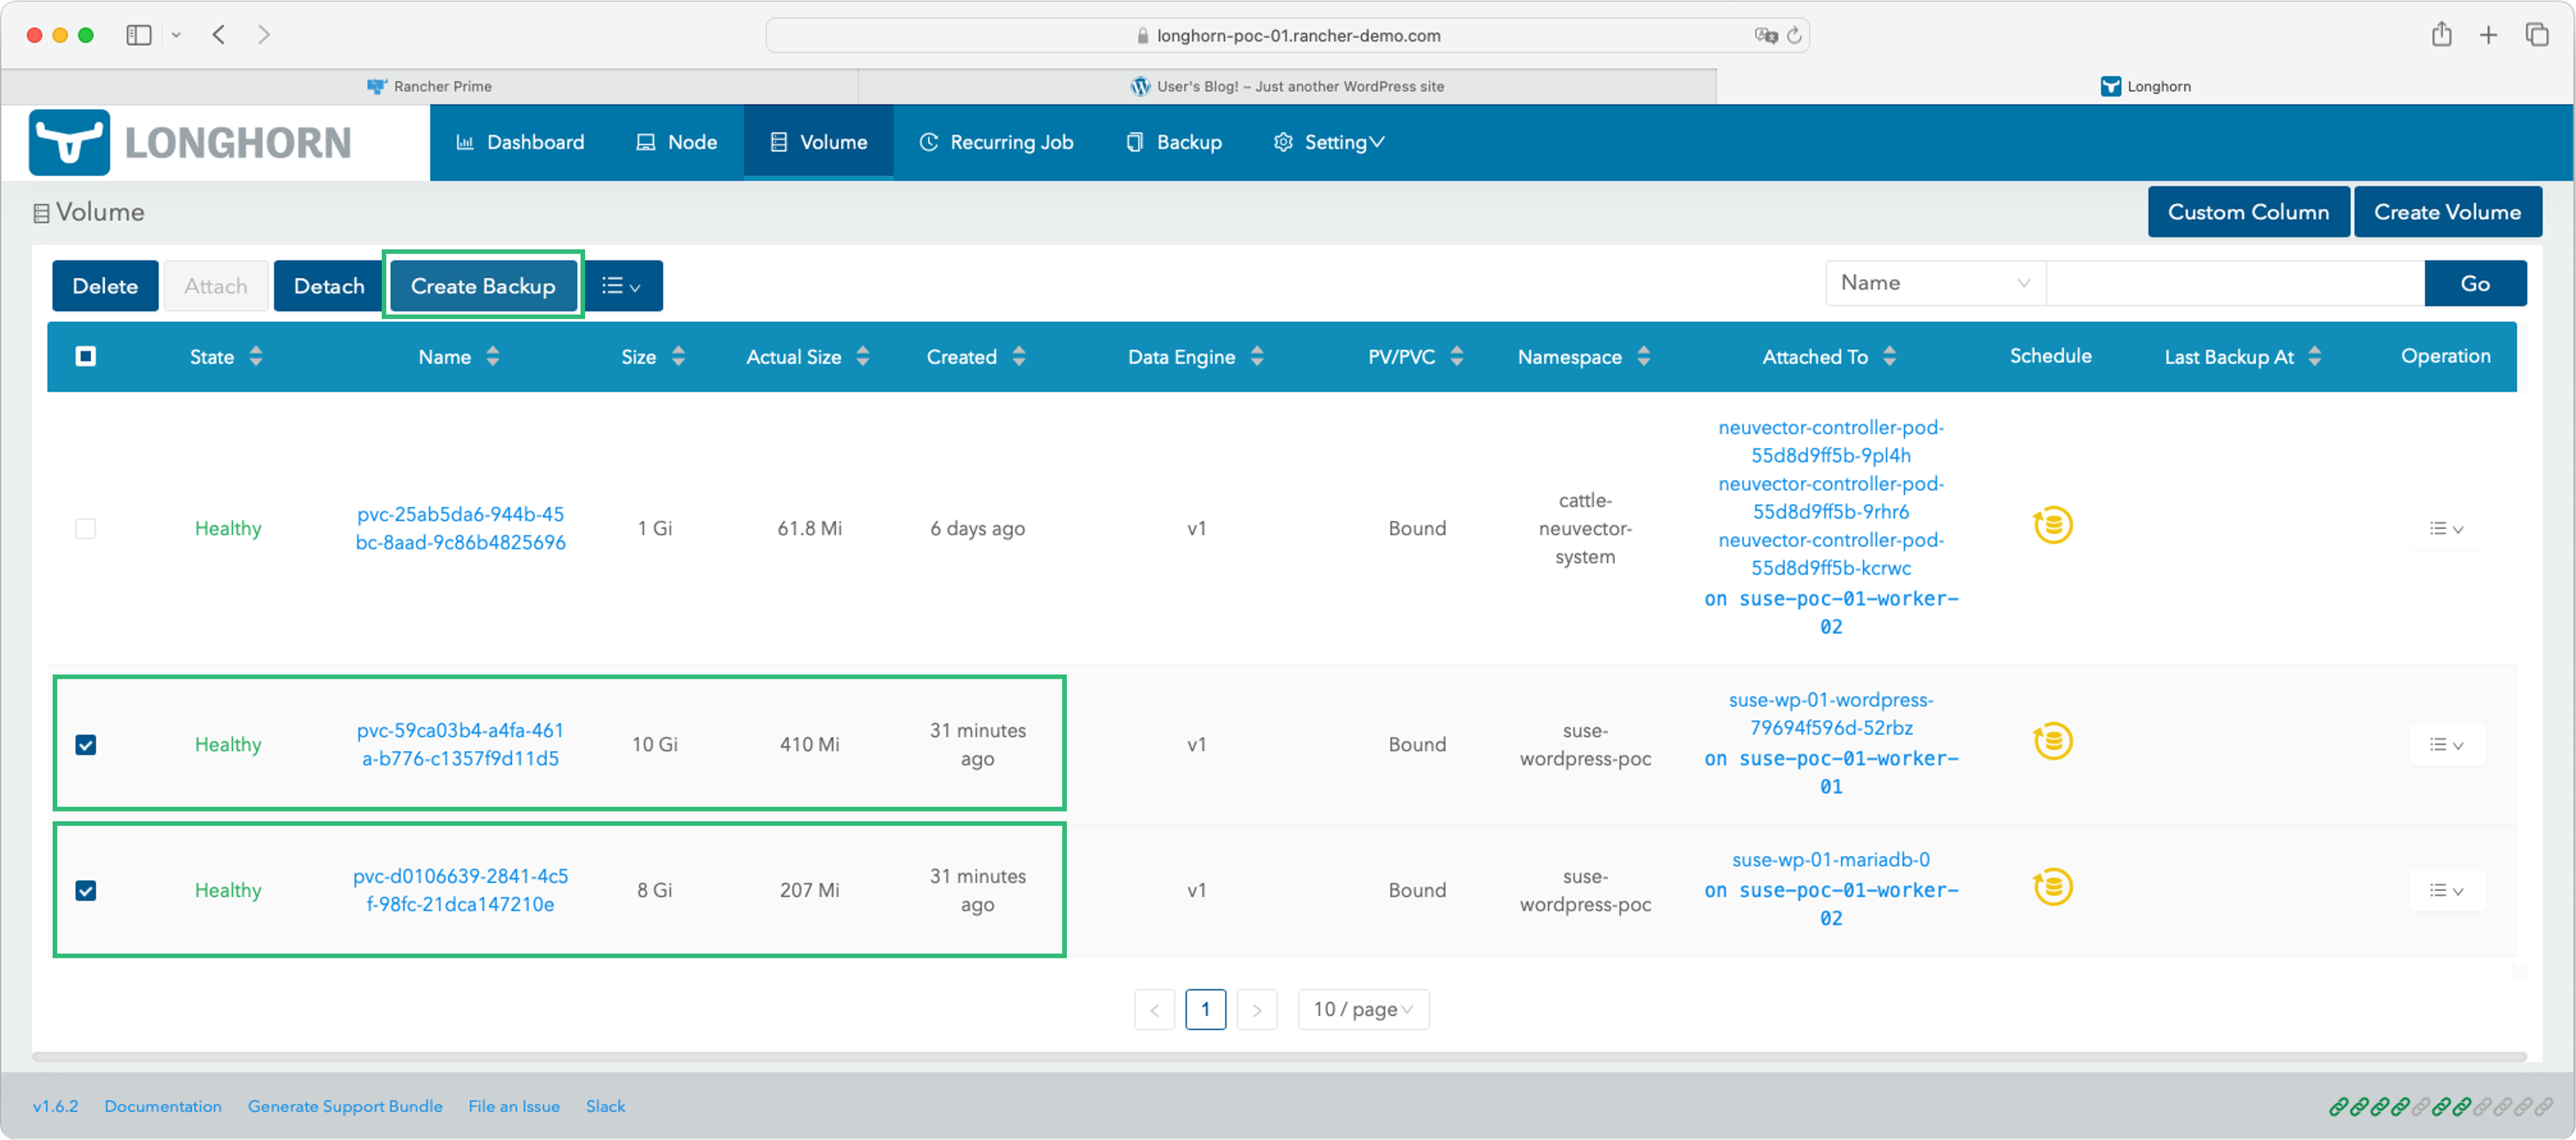 longhorn-poc-01.rancher-demo.com
Rancher Prime
User's Blog! – Just another WordPress site
Longhorn
LONGHORN
Dashboard
Node
Volume
Recurring Job
Backup
Setting
Volume
Custom Column
Create Volume
Delete
Attach
Detach
Create Backup
Name
Go
State
Name
Size
Actual Size
Created
Data Engine
PV/PVC
Namespace
Attached To
Schedule
Last Backup At
Operation
Healthy
pvc-25ab5da6-944b-45
bc-8aad-9c86b4825696
1 Gi
61.8 Mi
6 days ago
v1
Bound
cattle-
neuvector-
system
neuvector-controller-pod-
55d8d9ff5b-9pl4h
neuvector-controller-pod-
55d8d9ff5b-9rhr6
neuvector-controller-pod-
55d8d9ff5b-kcrwc
on suse-poc-01-worker-
02
Healthy
pvc-59ca03b4-a4fa-461
a-b776-c1357f9d11d5
10 Gi
410 Mi
31 minutes
ago
v1
Bound
suse-
wordpress-poc
suse-wp-01-wordpress-
79694f596d-52rbz
on suse-poc-01-worker-
01
Healthy
pvc-d0106639-2841-4c5
f-98fc-21dca147210e
8 Gi
207 Mi
31 minutes
ago
v1
Bound
suse-
wordpress-poc
suse-wp-01-mariadb-0
on suse-poc-01-worker-
02
1
10 / page
v1.6.2
Documentation
Generate Support Bundle
File an Issue
Slack